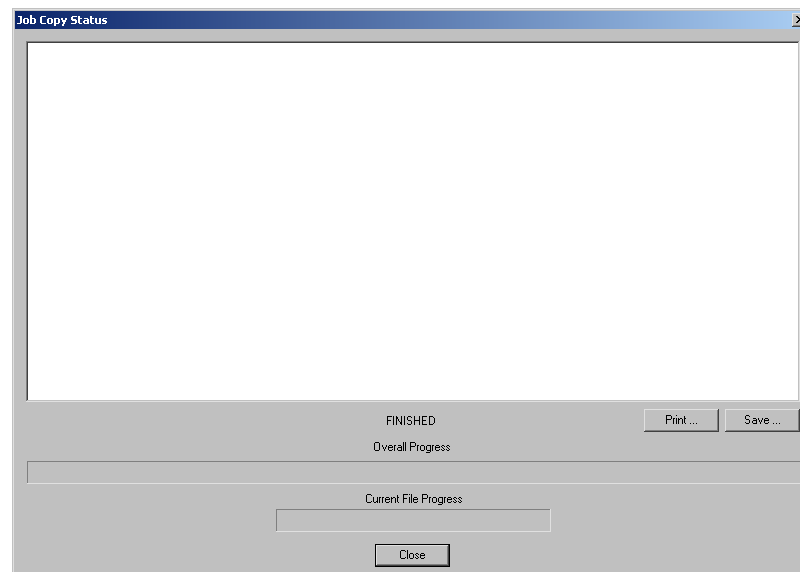 Job Copy Status
FINISHED
Print ...
Save ...
Overall Progress
Current File Progress
Close